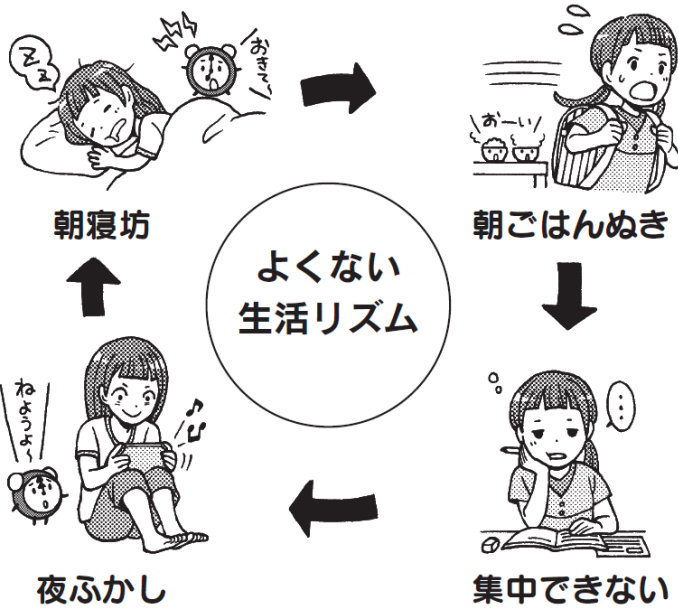 Zz
おきて〜
おーい
朝寝坊
朝ごはんぬき
よくない
生活リズム
ねようよ〜
…
夜ふかし
集中できない